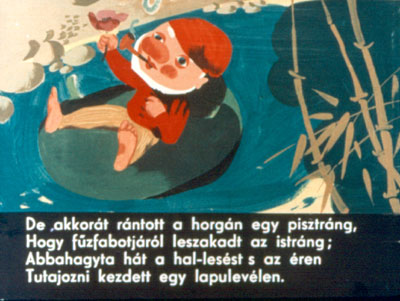 De akkorát rántott a horgán egy pisztráng,
Hogy fűzfabotjáról leszakadt az istráng;
Abbahagyta hát a hal-lesést s az éren
Tutajozni kezdett egy lapulevélen.